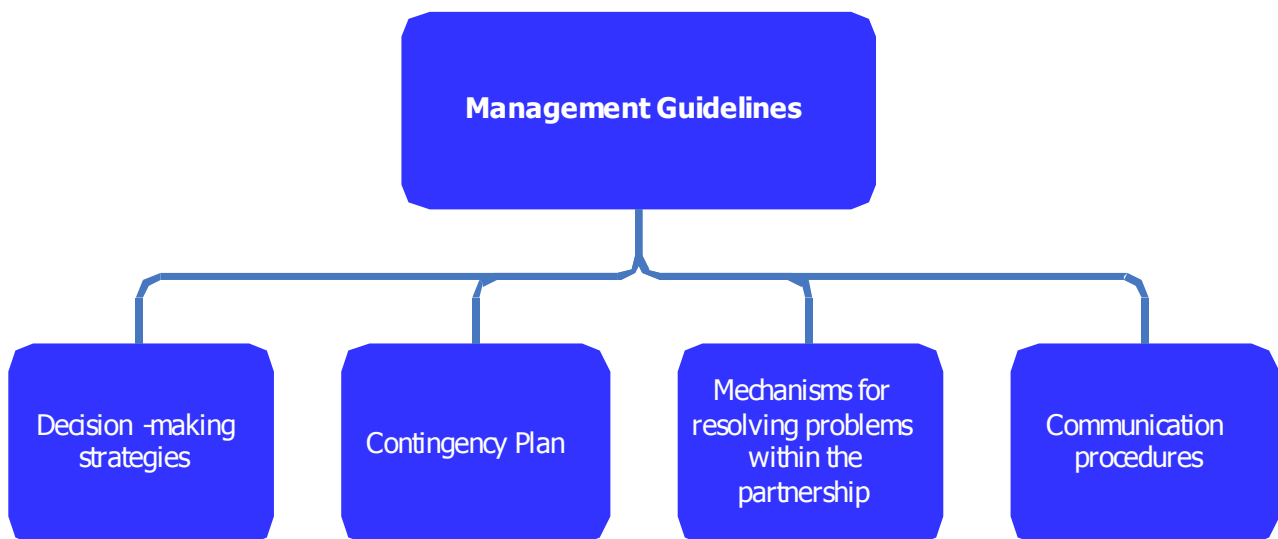 Management Guidelines
Decision -making
strategies
Contingency Plan
Mechanisms for
resolving problems
within the
partnership
Communication
procedures